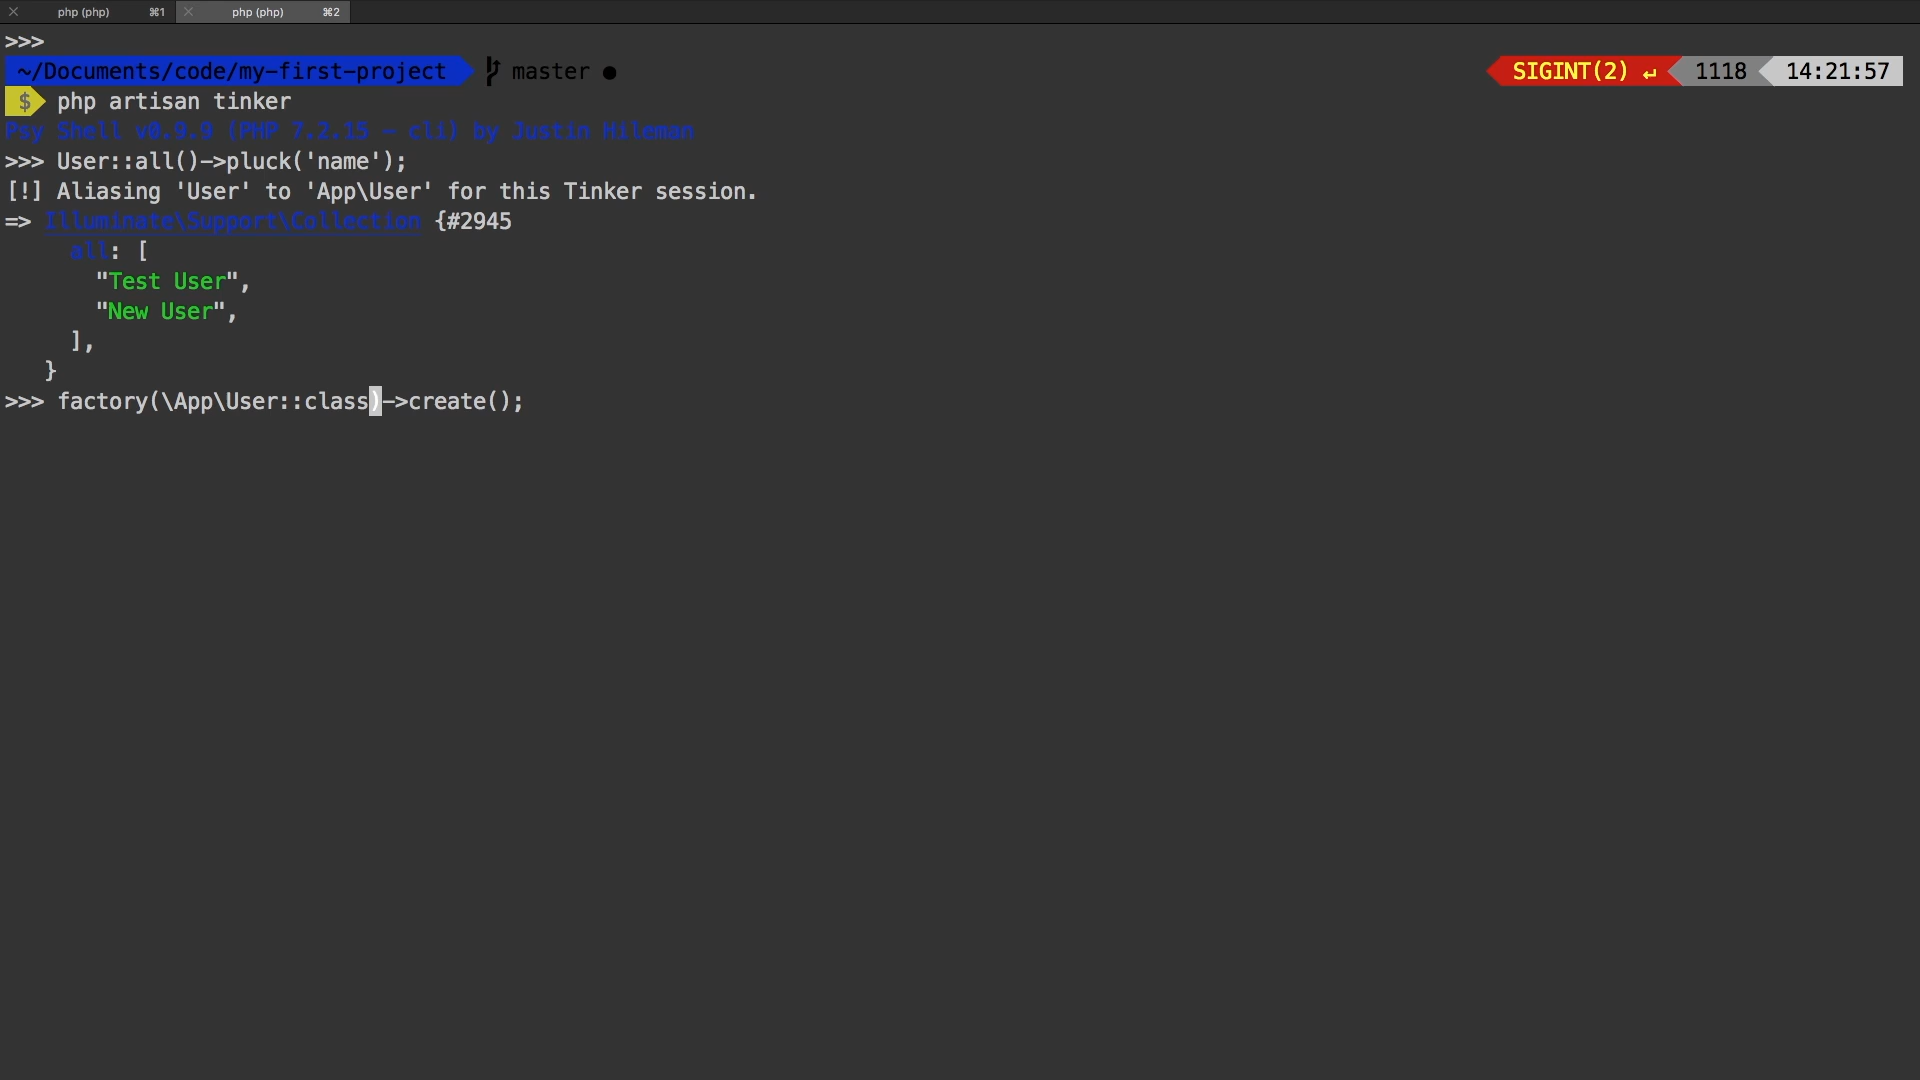 php (php) ⌘1 php (php) ⌘2
>>>
~/Documents/code/my-first-project master ● SIGINT(2) ↵ 1118 14:21:57
$ php artisan tinker
Psy Shell v0.9.9 (PHP 7.2.15 — cli) by Justin Hileman
>>> User::all()->pluck('name');
[!] Aliasing 'User' to 'App\User' for this Tinker session.
=> Illuminate\Support\Collection {#2945
all: [
"Test User",
"New User",
],
}
>>> factory(\App\User::class)->create();